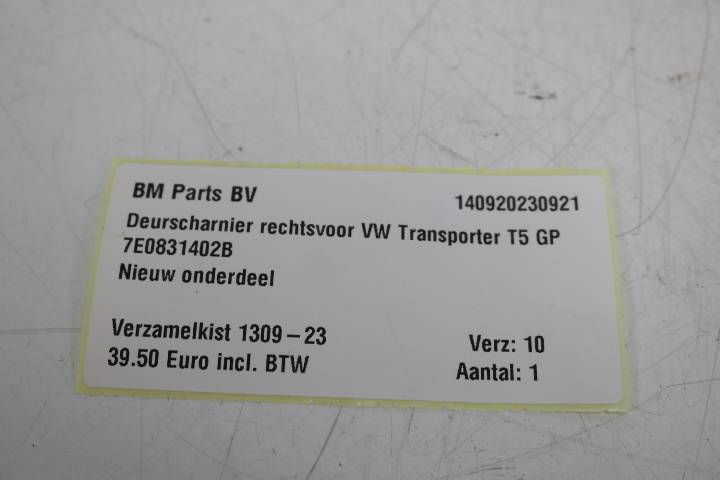 BM Parts BV 140920230921
Deurscharnier rechtsvoor VW Transporter T5 GP
7E0831402B
Nieuw onderdeel
Verzamelkist 1309-23 Verz: 10
39.50 Euro incl. BTW Aantal: 1